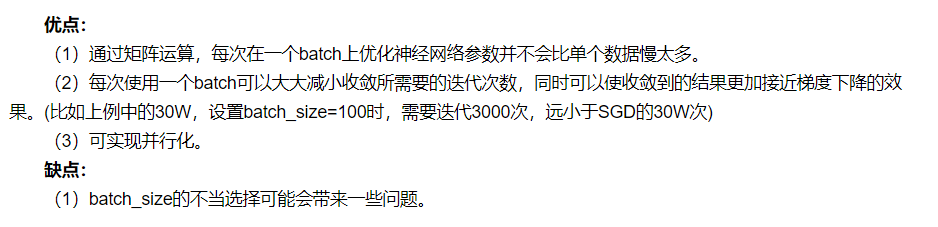 优点：
（1）通过矩阵运算，每次在一个batch上优化神经网络参数并不会比单个数据慢太多。
（2）每次使用一个batch可以大大减小收敛所需要的迭代次数，同时可以使收敛到的结果更加接近梯度下降的效
果。(比如上例中的30W，设置batch_size=100时，需要迭代3000次，远小于SGD的30W次)
（3）可实现并行化。
缺点：
（1）batch_size的不当选择可能会带来一些问题。